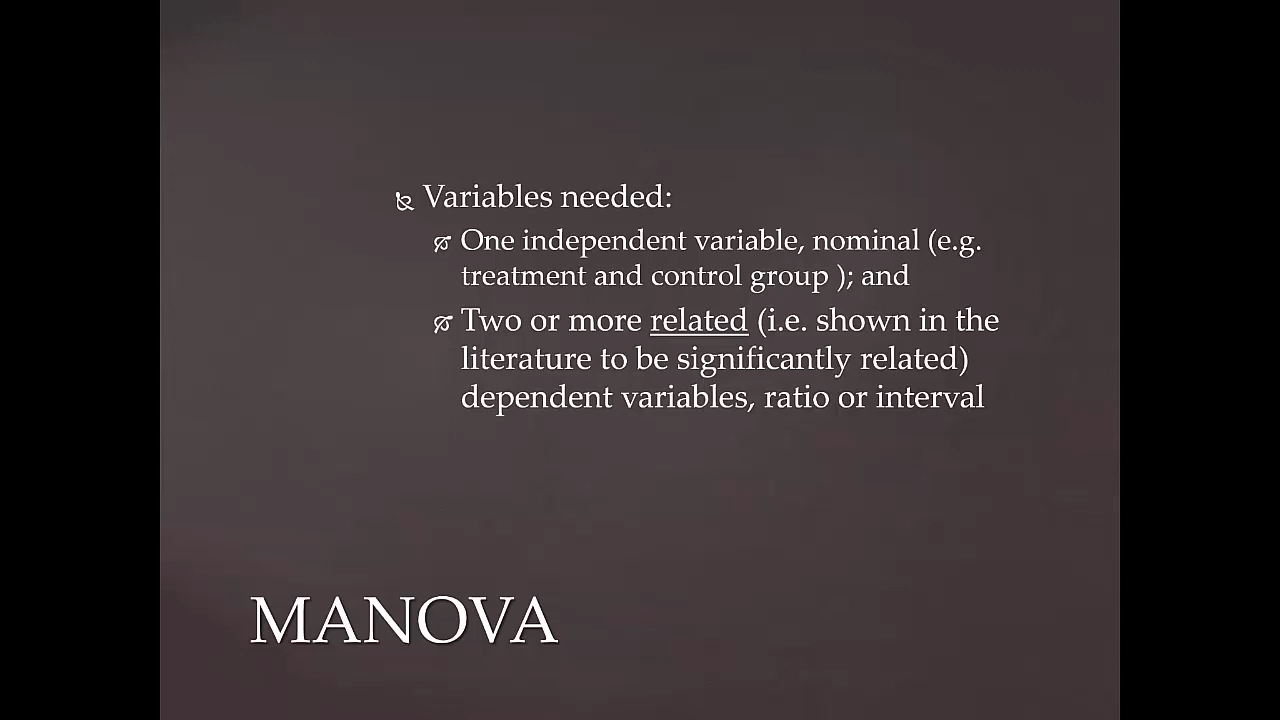 Variables needed:
One independent variable, nominal (e.g.
treatment and control group ); and
Two or more related (i.e. shown in the
literature to be significantly related)
dependent variables, ratio or interval
MANOVA